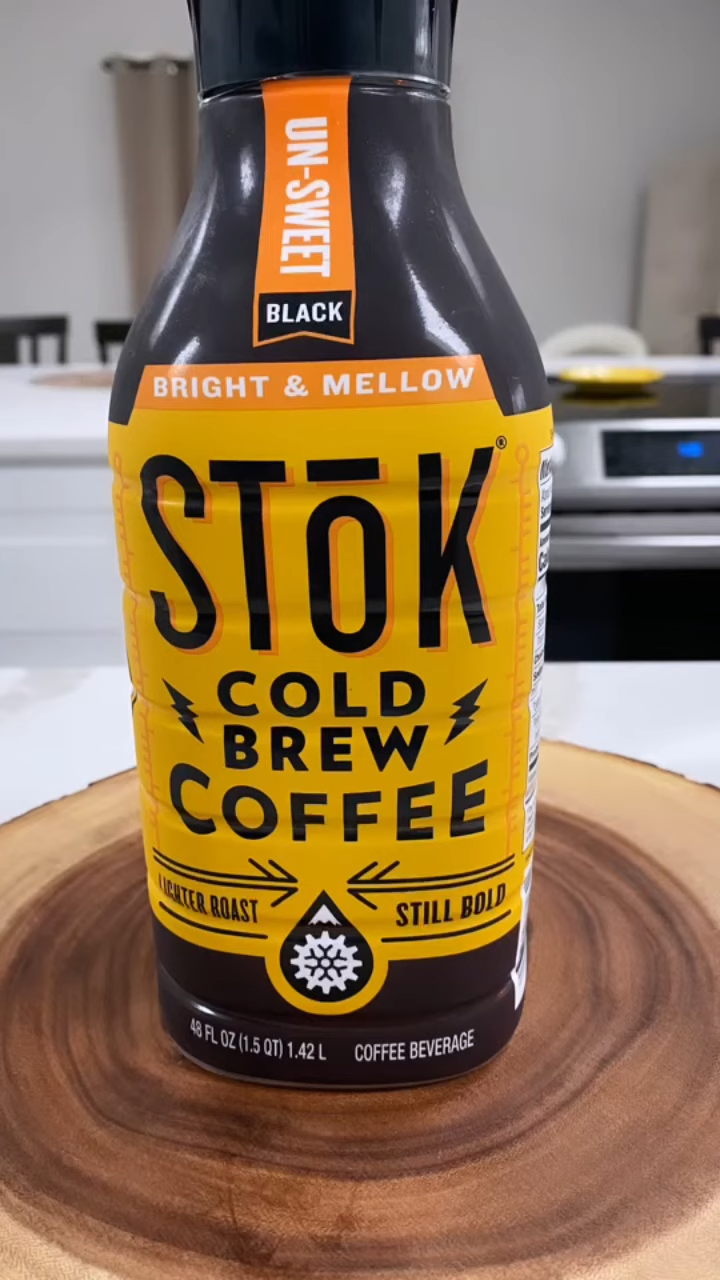 UN-SWEET
BLACK
BRIGHT & MELLOW
STōK®
COLD
BREW
COFFEE
LIGHTER ROAST
STILL BOLD
48 FL OZ (1.5 QT) 1.42 L COFFEE BEVERAGE